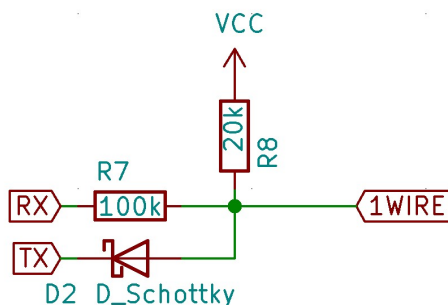 VCC
20k
R8
R7
RX
100k
1WIRE
TX
D2 D_Schottky